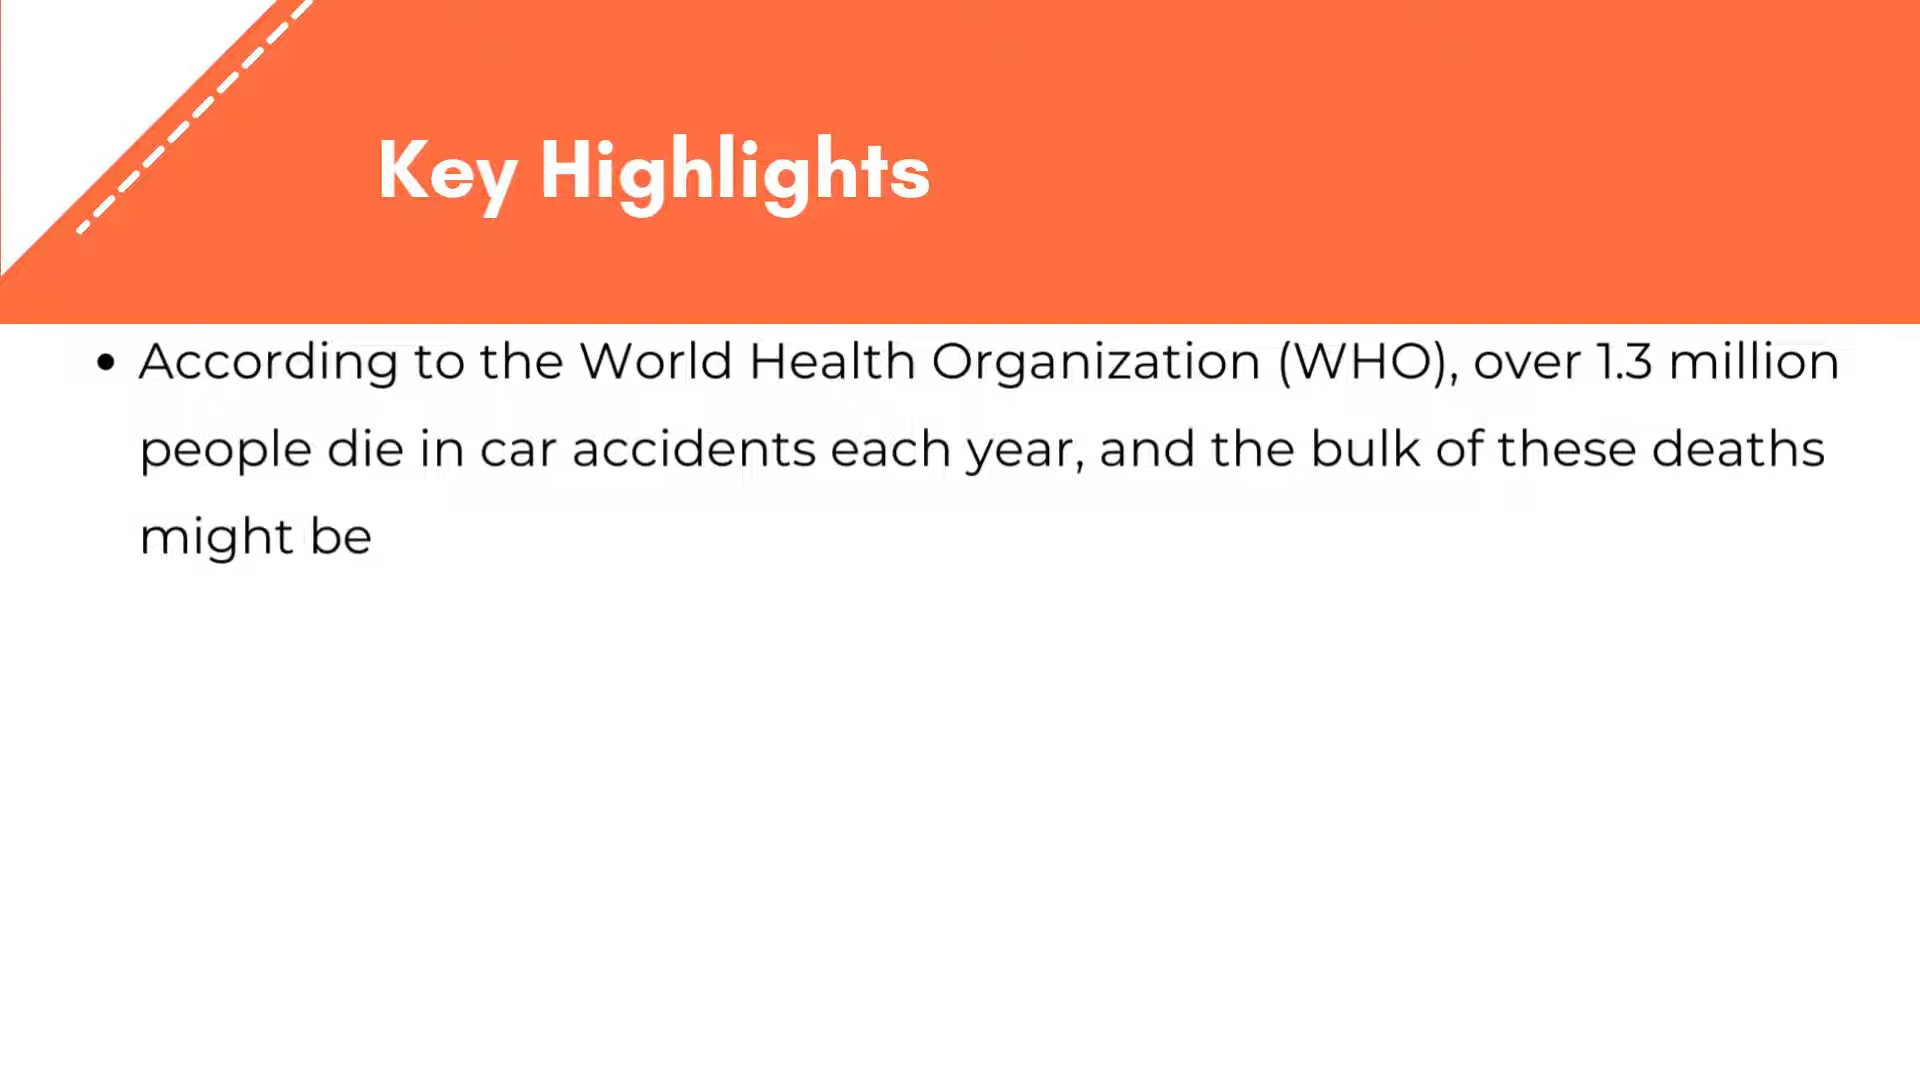 Key Highlights
• According to the World Health Organization (WHO), over 1.3 million
people die in car accidents each year, and the bulk of these deaths
might be